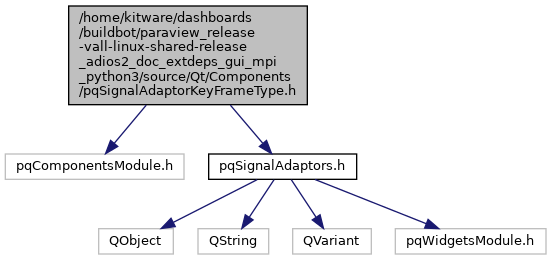 /home/kitware/dashboards
/buildbot/paraview_release
-vall-linux-shared-release
_adios2_doc_extdeps_gui_mpi
_python3/source/Qt/Components
/pqSignalAdaptorKeyFrameType.h
pqComponentsModule.h
pqSignalAdaptors.h
QObject
QString
QVariant
pqWidgetsModule.h